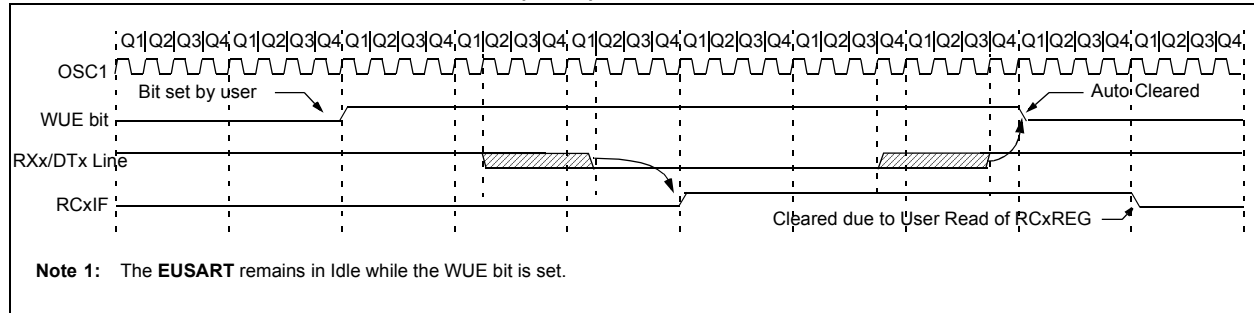 Q1|Q2|Q3|Q4 Q1|Q2|Q3|Q4 Q1|Q2|Q3|Q4 Q1|Q2|Q3|Q4 Q1|Q2|Q3|Q4 Q1|Q2|Q3|Q4 Q1|Q2|Q3|Q4 Q1|Q2|Q3|Q4 Q1|Q2|Q3|Q4 Q1|Q2|Q3|Q4
OSC1
Bit set by user
Auto Cleared
WUE bit
RXx/DTx Line
RCxIF
Cleared due to User Read of RCxREG
Note 1: The EUSART remains in Idle while the WUE bit is set.